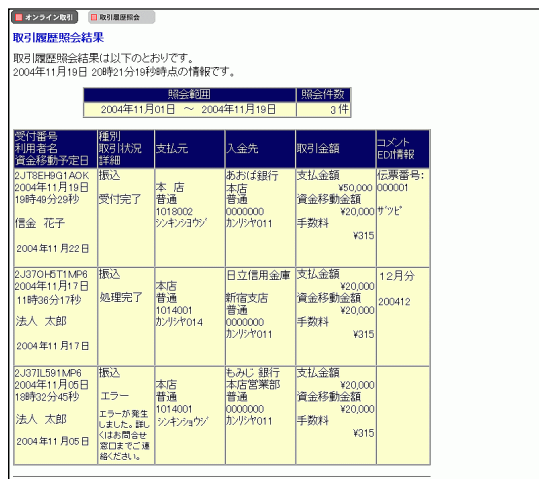 オンライン取引 取引履歴照会
取引履歴照会結果
取引履歴照会結果は以下のとおりです。
2004年11月19日 20時21分19秒時点の情報です。
照会範囲 照会件数
2004年11月01日 ～ 2004年11月19日 3件
受付番号
利用者名
資金移動予定日
種別
取引状況
詳細
支払元
入金先
取引金額
コメント
EDI情報
2JT8EH9G1AOK
2004年11月19日
19時49分29秒
信金 花子
2004年11月22日
振込
受付完了
本 店
普通
1018002
シンキンヨウジ
あおば銀行
本店
普通
0000000
カンリシヤ011
支払金額
¥50,000
資金移動金額
¥20,000
手数料
¥315
伝票番号:
000001
ザツピ
2J37OH5T1MP6
2004年11月17日
11時36分17秒
法人 太郎
2004年11月17日
振込
処理完了
本店
普通
1014001
カンリシヤ014
日立信用金庫
新宿支店
普通
0000000
カンリシヤ011
支払金額
¥20,000
資金移動金額
¥20,000
手数料
¥315
12月分
200412
2J37IL591MP6
2004年11月05日
18時32分45秒
法人 太郎
2004年11月05日
振込
エラー
エラーが発生
しました。詳し
くはお問合せ
窓口までご連
絡ください。
本店
普通
1014001
シンキンショウジ
もみじ 銀行
本店営業部
普通
0000000
カンリシヤ011
支払金額
¥20,000
資金移動金額
¥20,000
手数料
¥315